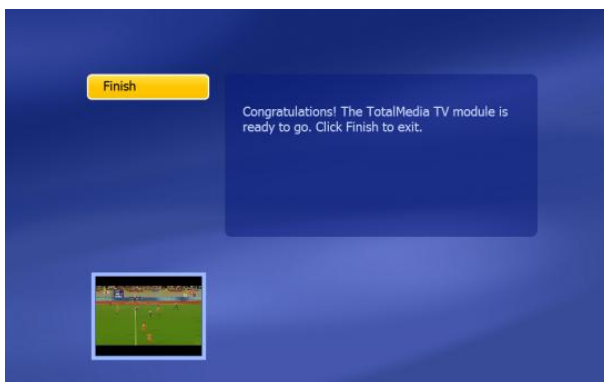 Finish
Congratulations! The TotalMedia TV module is
ready to go. Click Finish to exit.